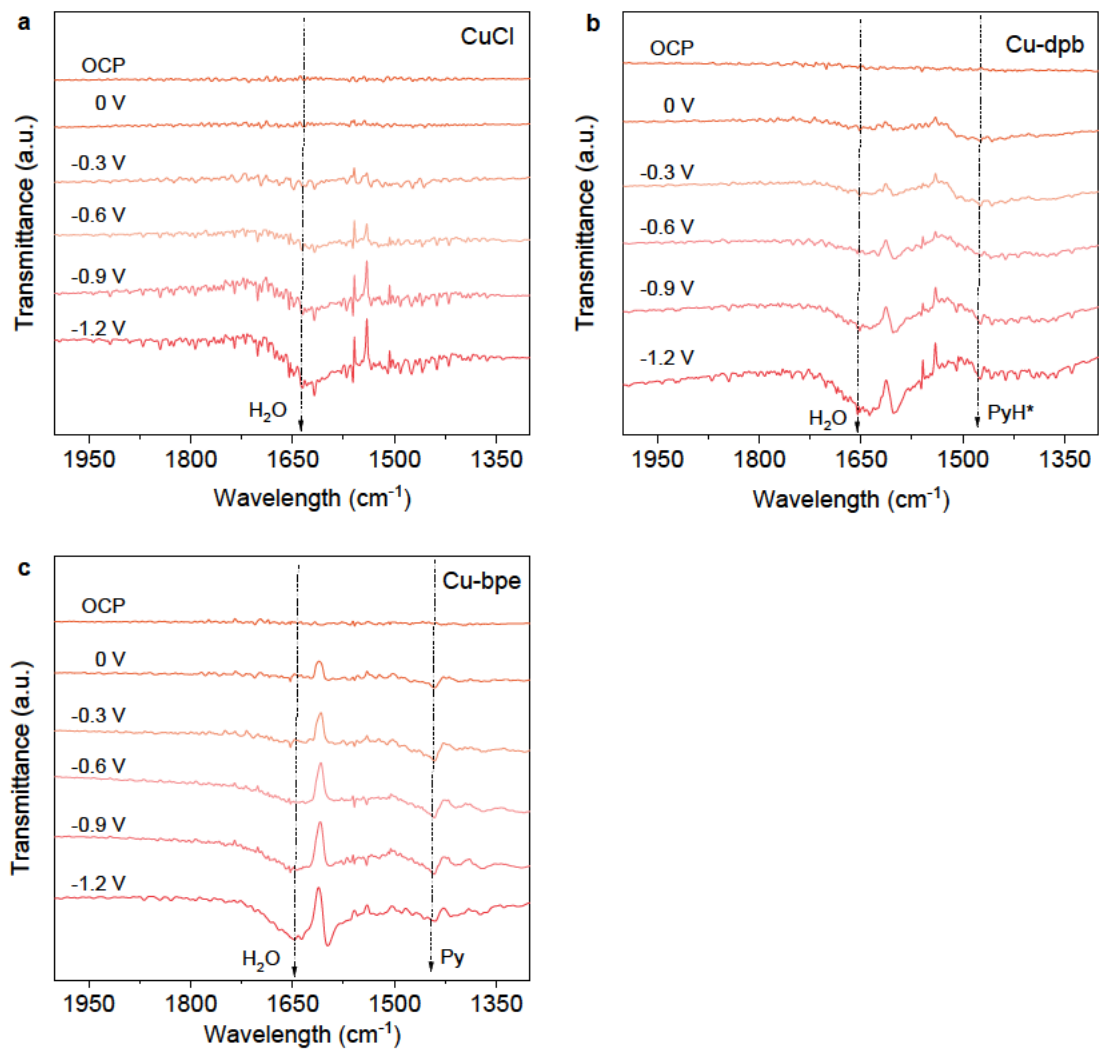 a
CuCl
OCP
0 V
-0.3 V
-0.6 V
-0.9 V
-1.2 V
H₂O
Transmittance (a.u.)
1950 1800 1650 1500 1350
Wavelength (cm⁻¹)
b
Cu-dpb
OCP
0 V
-0.3 V
-0.6 V
-0.9 V
-1.2 V
H₂O
PyH*
Transmittance (a.u.)
1950 1800 1650 1500 1350
Wavelength (cm⁻¹)
c
Cu-bpe
OCP
0 V
-0.3 V
-0.6 V
-0.9 V
-1.2 V
H₂O
Py
Transmittance (a.u.)
1950 1800 1650 1500 1350
Wavelength (cm⁻¹)